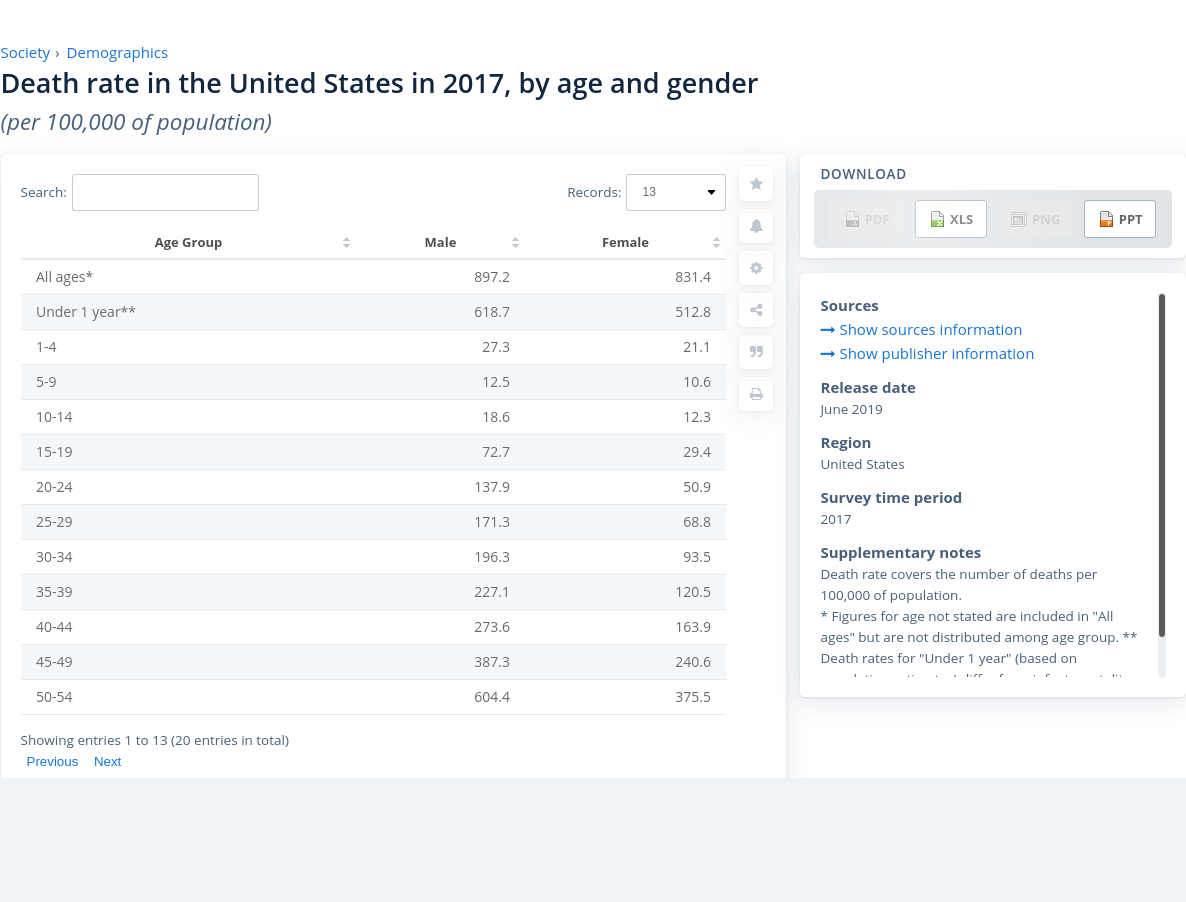 Society › Demographics
Death rate in the United States in 2017, by age and gender
(per 100,000 of population)
Search:
Records: 13
Age Group Male Female
All ages* 897.2 831.4
Under 1 year** 618.7 512.8
1-4 27.3 21.1
5-9 12.5 10.6
10-14 18.6 12.3
15-19 72.7 29.4
20-24 137.9 50.9
25-29 171.3 68.8
30-34 196.3 93.5
35-39 227.1 120.5
40-44 273.6 163.9
45-49 387.3 240.6
50-54 604.4 375.5
Showing entries 1 to 13 (20 entries in total)
Previous Next
DOWNLOAD
PDF XLS PNG PPT
Sources
Show sources information
Show publisher information
Release date
June 2019
Region
United States
Survey time period
2017
Supplementary notes
Death rate covers the number of deaths per
100,000 of population.
* Figures for age not stated are included in "All
ages" but are not distributed among age group. **
Death rates for "Under 1 year" (based on